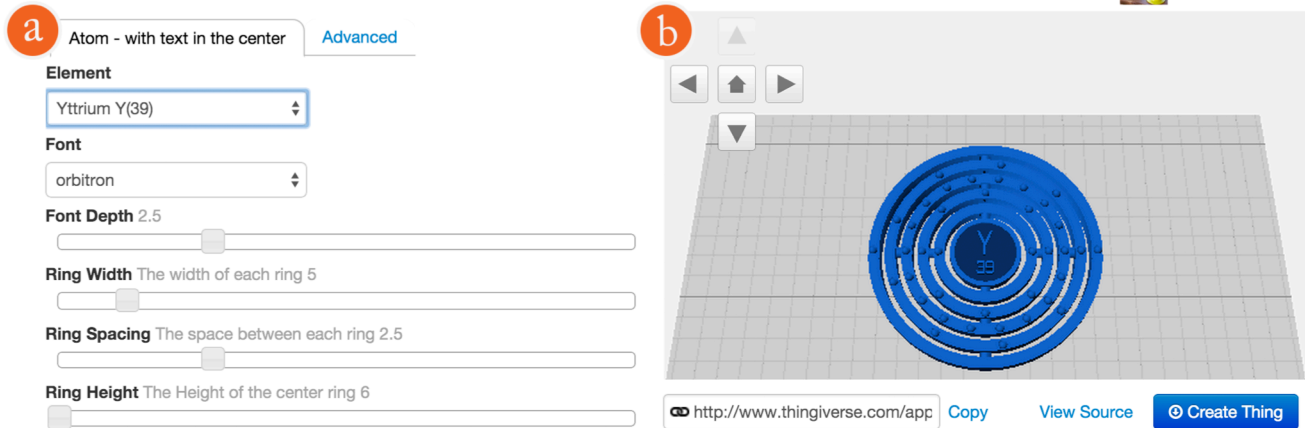 a
Atom - with text in the center
Advanced
Element
Yttrium Y(39)
Font
orbitron
Font Depth 2.5
Ring Width The width of each ring 5
Ring Spacing The space between each ring 2.5
Ring Height The Height of the center ring 6
b
Y
39
http://www.thingiverse.com/app
Copy
View Source
Create Thing